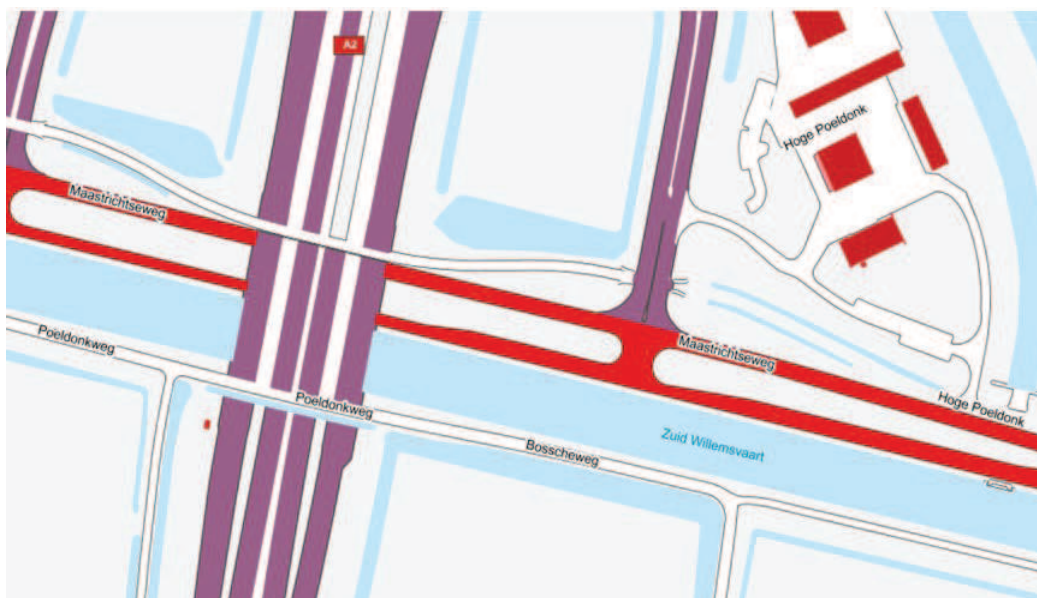 A2
Hoge Poeldonk
Maastrichtseweg
Poeldonkweg
Maastrichtseweg
Poeldonkweg
Hoge Poeldonk
Zuid Willemsvaart
Bosscheweg